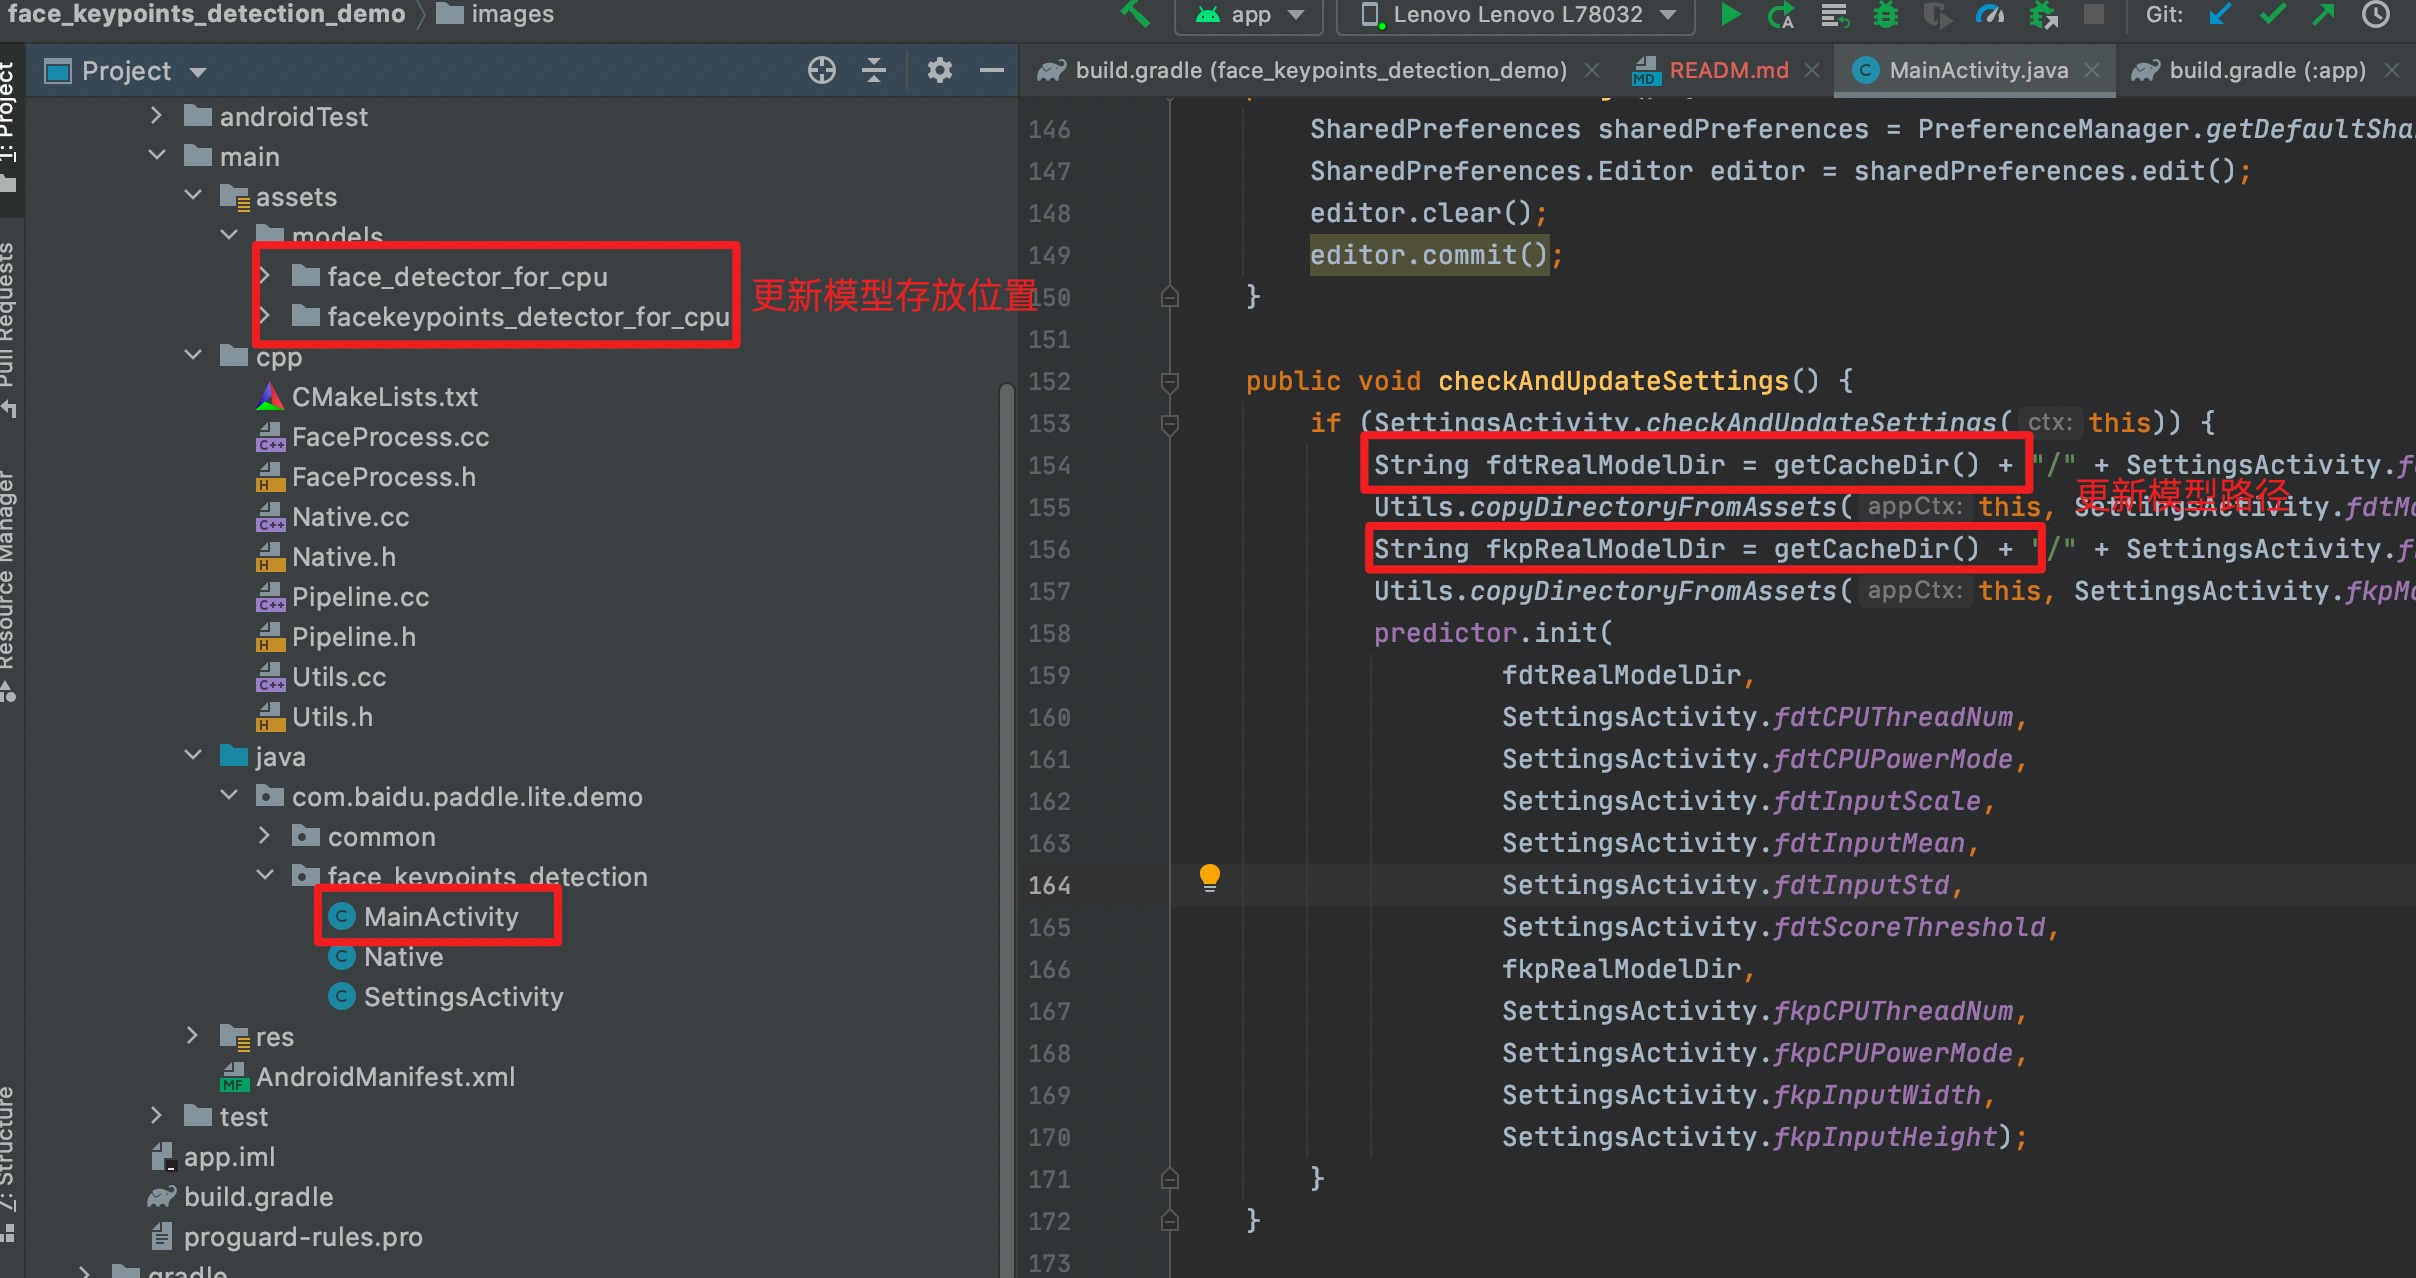 face_keypoints_detection_demo
images
app
Lenovo Lenovo L78032
Git:
Project
build.gradle (face_keypoints_detection_demo)
READM.md
MainActivity.java
build.gradle (:app)
1: Project
Pull Requests
Resource Manager
Z: Structure
androidTest
main
assets
models
face_detector_for_cpu
facekeypoints_detector_for_cpu
更新模型存放位置
cpp
CMakeLists.txt
FaceProcess.cc
FaceProcess.h
Native.cc
Native.h
Pipeline.cc
Pipeline.h
Utils.cc
Utils.h
java
com.baidu.paddle.lite.demo
common
face_keypoints_detection
MainActivity
Native
SettingsActivity
res
AndroidManifest.xml
test
app.iml
build.gradle
proguard-rules.pro
gradle
146 SharedPreferences sharedPreferences = PreferenceManager.getDefaultSha
147 SharedPreferences.Editor editor = sharedPreferences.edit();
148 editor.clear();
149 editor.commit();
150 }
151
152 public void checkAndUpdateSettings() {
153 if (SettingsActivity.checkAndUpdateSettings( ctx: this)) {
154 String fdtRealModelDir = getCacheDir() + "/" + SettingsActivity.f
更新模型路径
155 Utils.copyDirectoryFromAssets( appCtx: this, SettingsActivity.fdtMo
156 String fkpRealModelDir = getCacheDir() + "/" + SettingsActivity.f
157 Utils.copyDirectoryFromAssets( appCtx: this, SettingsActivity.fkpMo
158 predictor.init(
159 fdtRealModelDir,
160 SettingsActivity.fdtCPUThreadNum,
161 SettingsActivity.fdtCPUPowerMode,
162 SettingsActivity.fdtInputScale,
163 SettingsActivity.fdtInputMean,
164 SettingsActivity.fdtInputStd,
165 SettingsActivity.fdtScoreThreshold,
166 fkpRealModelDir,
167 SettingsActivity.fkpCPUThreadNum,
168 SettingsActivity.fkpCPUPowerMode,
169 SettingsActivity.fkpInputWidth,
170 SettingsActivity.fkpInputHeight);
171 }
172 }
173